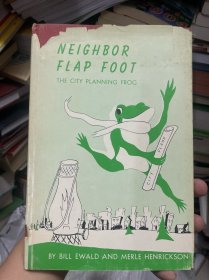 NEIGHBOR
FLAP FOOT
THE CITY PLANNING FROG
BY BILL EWALD AND MERLE HENRICKSON